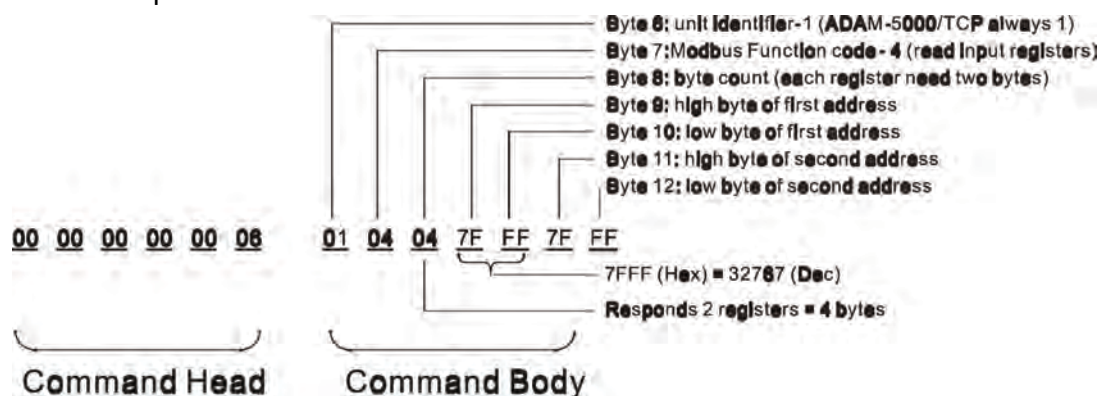 Byte 6: unit identifier-1 (ADAM-5000/TCP always 1)
Byte 7:Modbus Function code - 4 (read input registers)
Byte 8: byte count (each register need two bytes)
Byte 9: high byte of first address
Byte 10: low byte of first address
Byte 11: high byte of second address
Byte 12: low byte of second address
00 00 00 00 00 06 01 04 04 7F FF 7F FF
7FFF (Hex) = 32767 (Dec)
Responds 2 registers = 4 bytes
Command Head Command Body